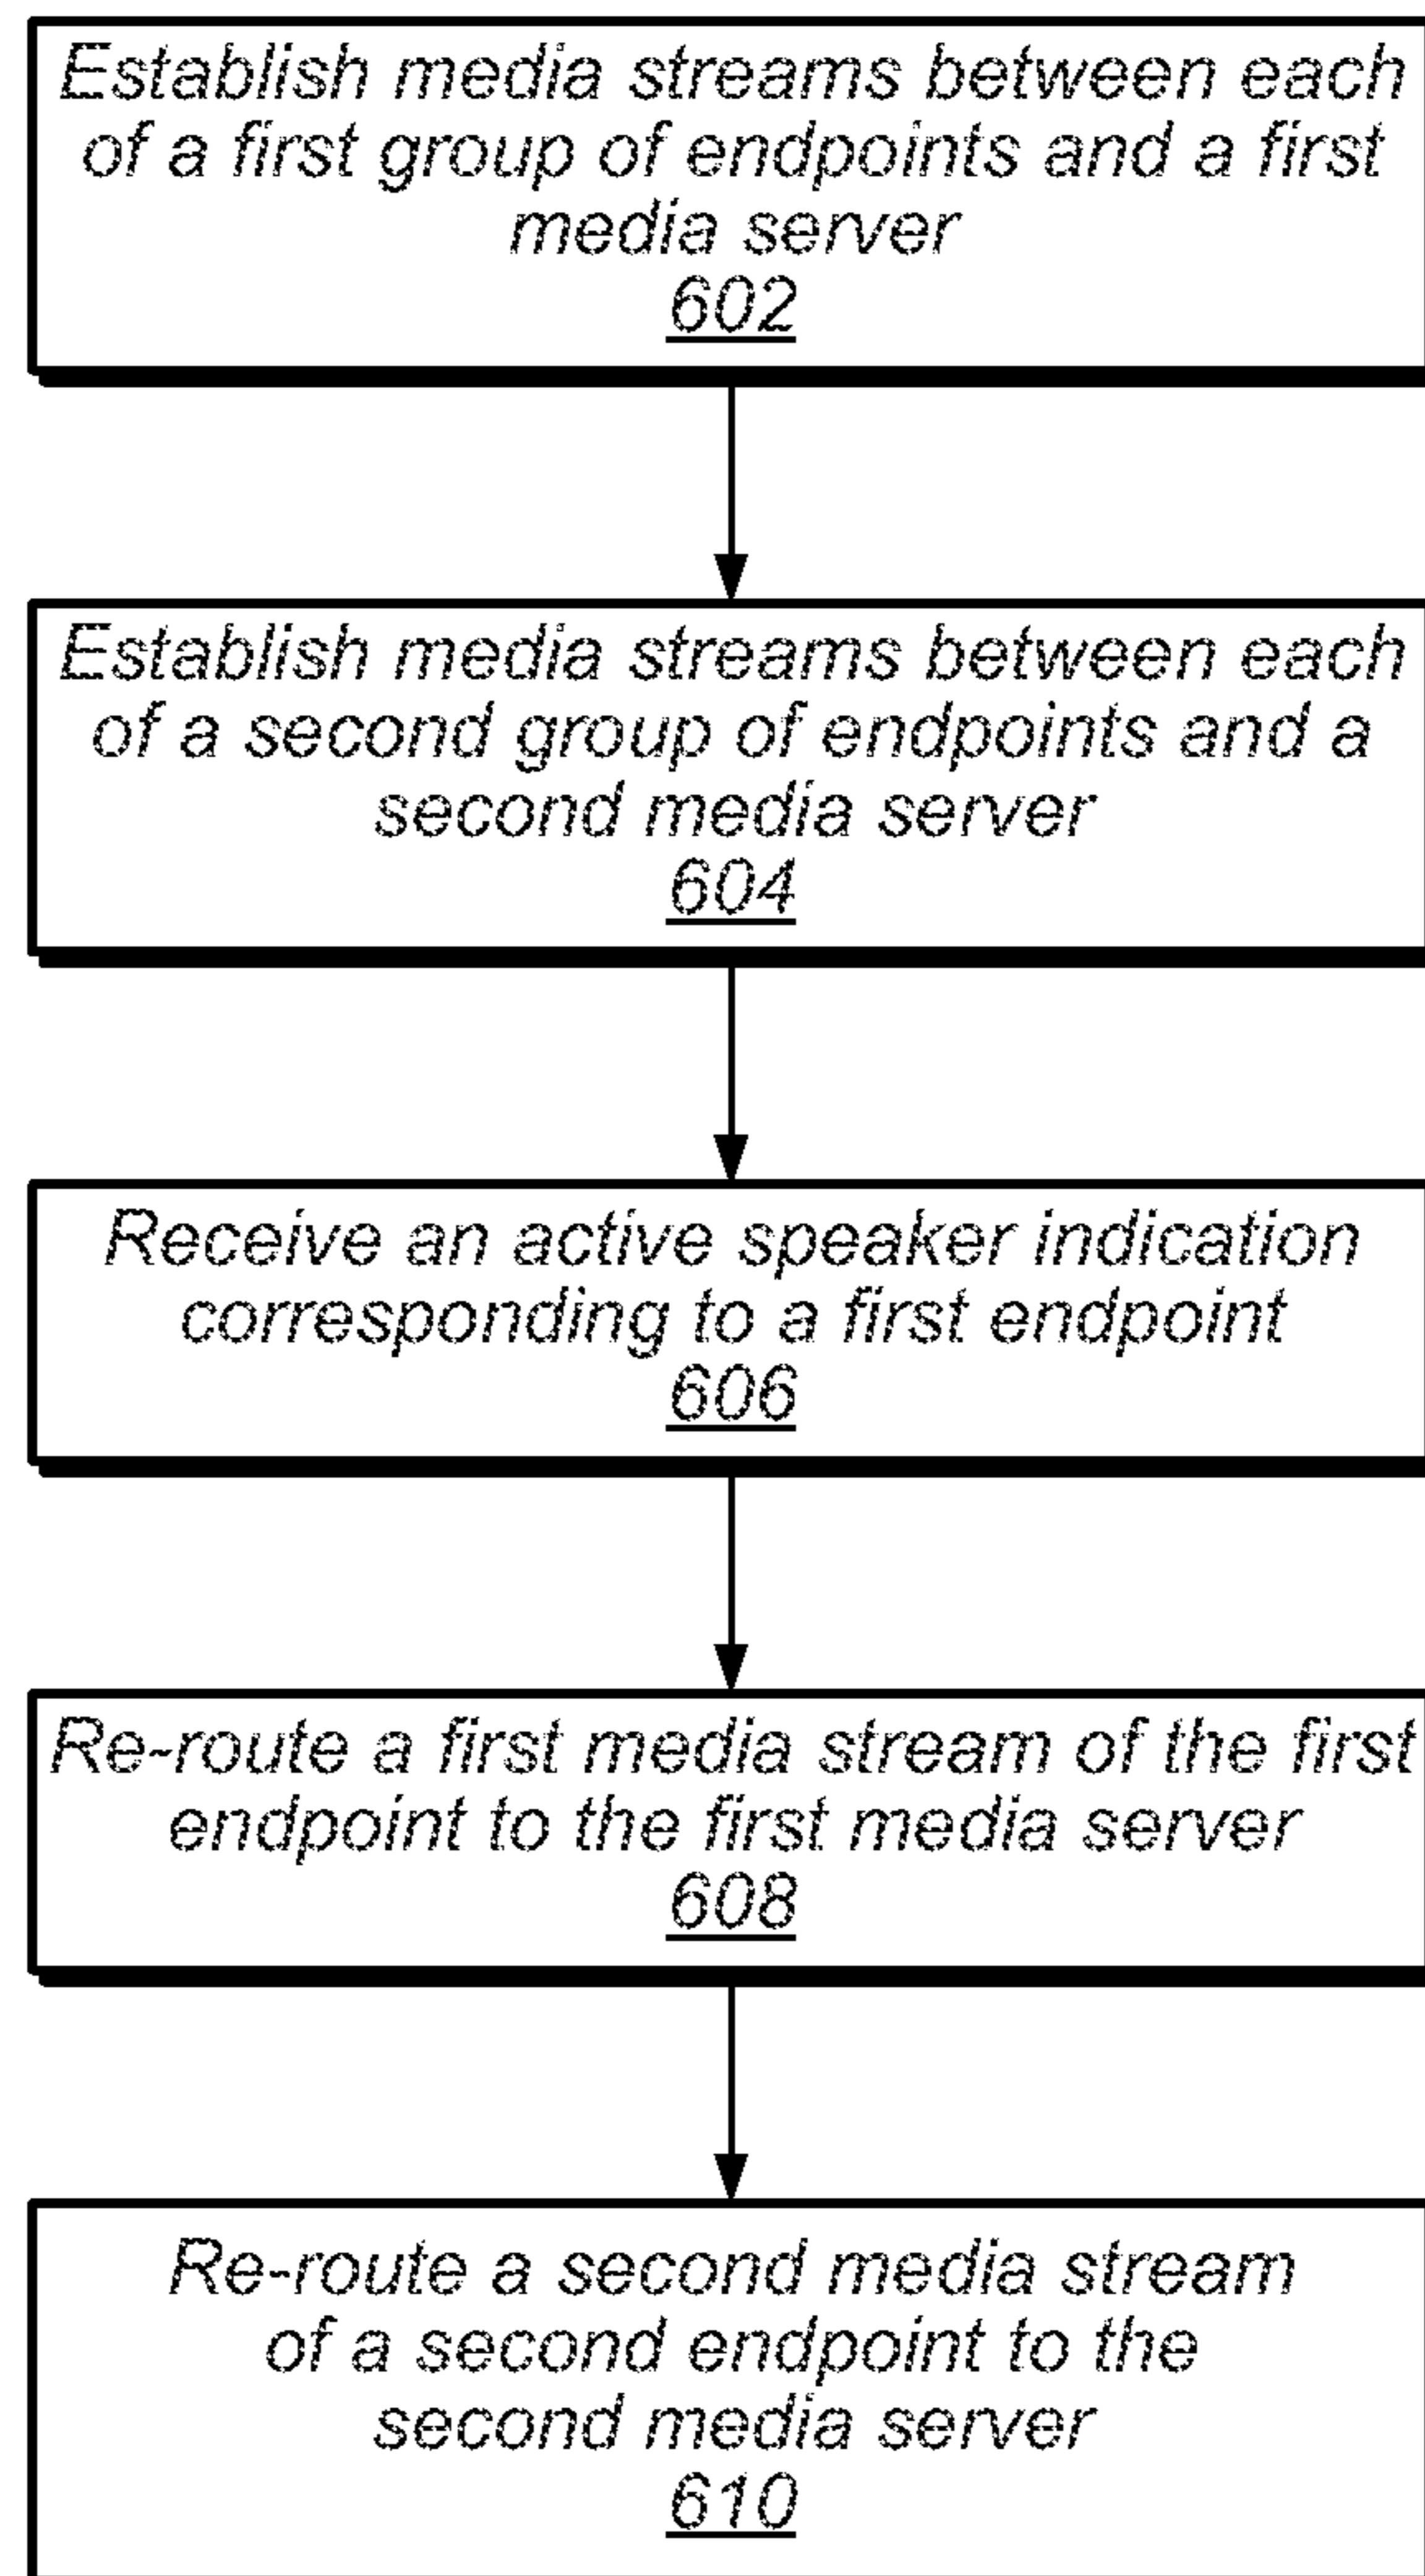 Establish media streams between each
of a first group of endpoints and a first
media server
602
Establish media streams between each
of a second group of endpoints and a
second media server
604
Receive an active speaker indication
corresponding to a first endpoint
606
Re-route a first media stream of the first
endpoint to the first media server
608
Re-route a second media stream
of a second endpoint to the
second media server
610